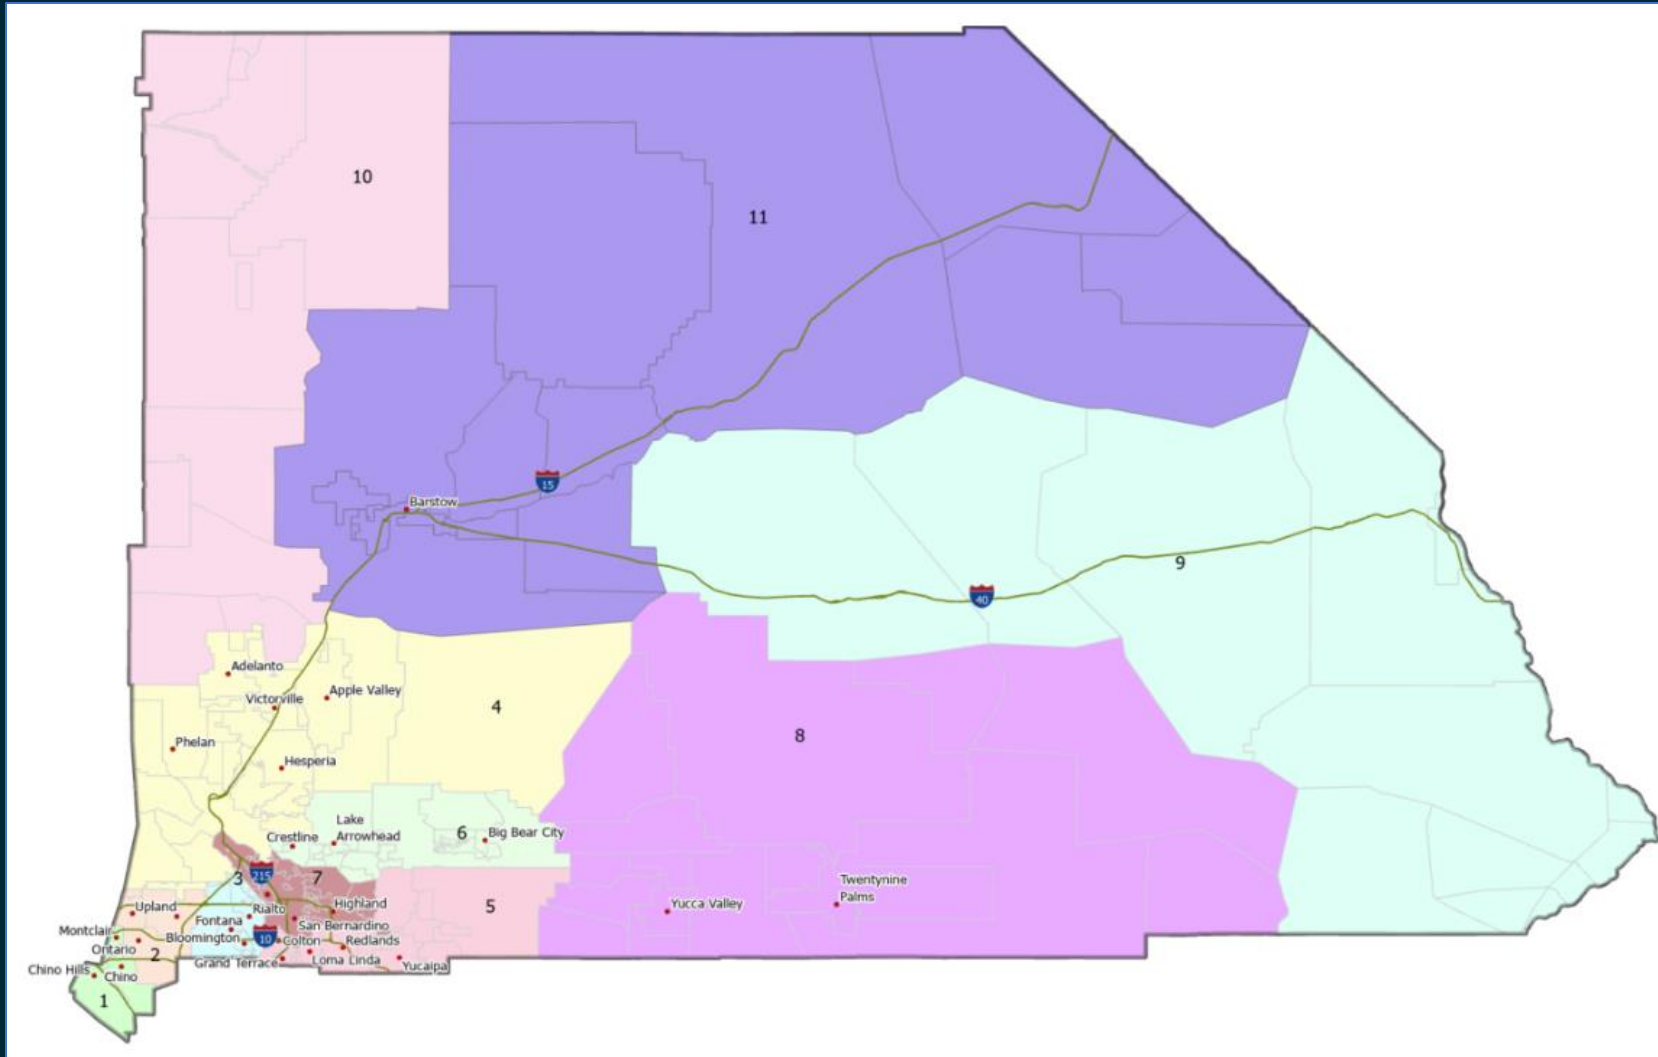 10
11
15
Barstow
9
40
Adelanto
Apple Valley
Victorville
4
8
Phelan
Hesperia
Lake
Arrowhead
Crestline
6
Big Bear City
3
215
7
Twentynine
Palms
5
Yucca Valley
Upland
Rialto
Highland
Fontana
San Bernardino
Montclair
Bloomington
10
Colton
Redlands
Ontario
2
Grand Terrace
Loma Linda
Yucaipa
Chino Hills
Chino
1